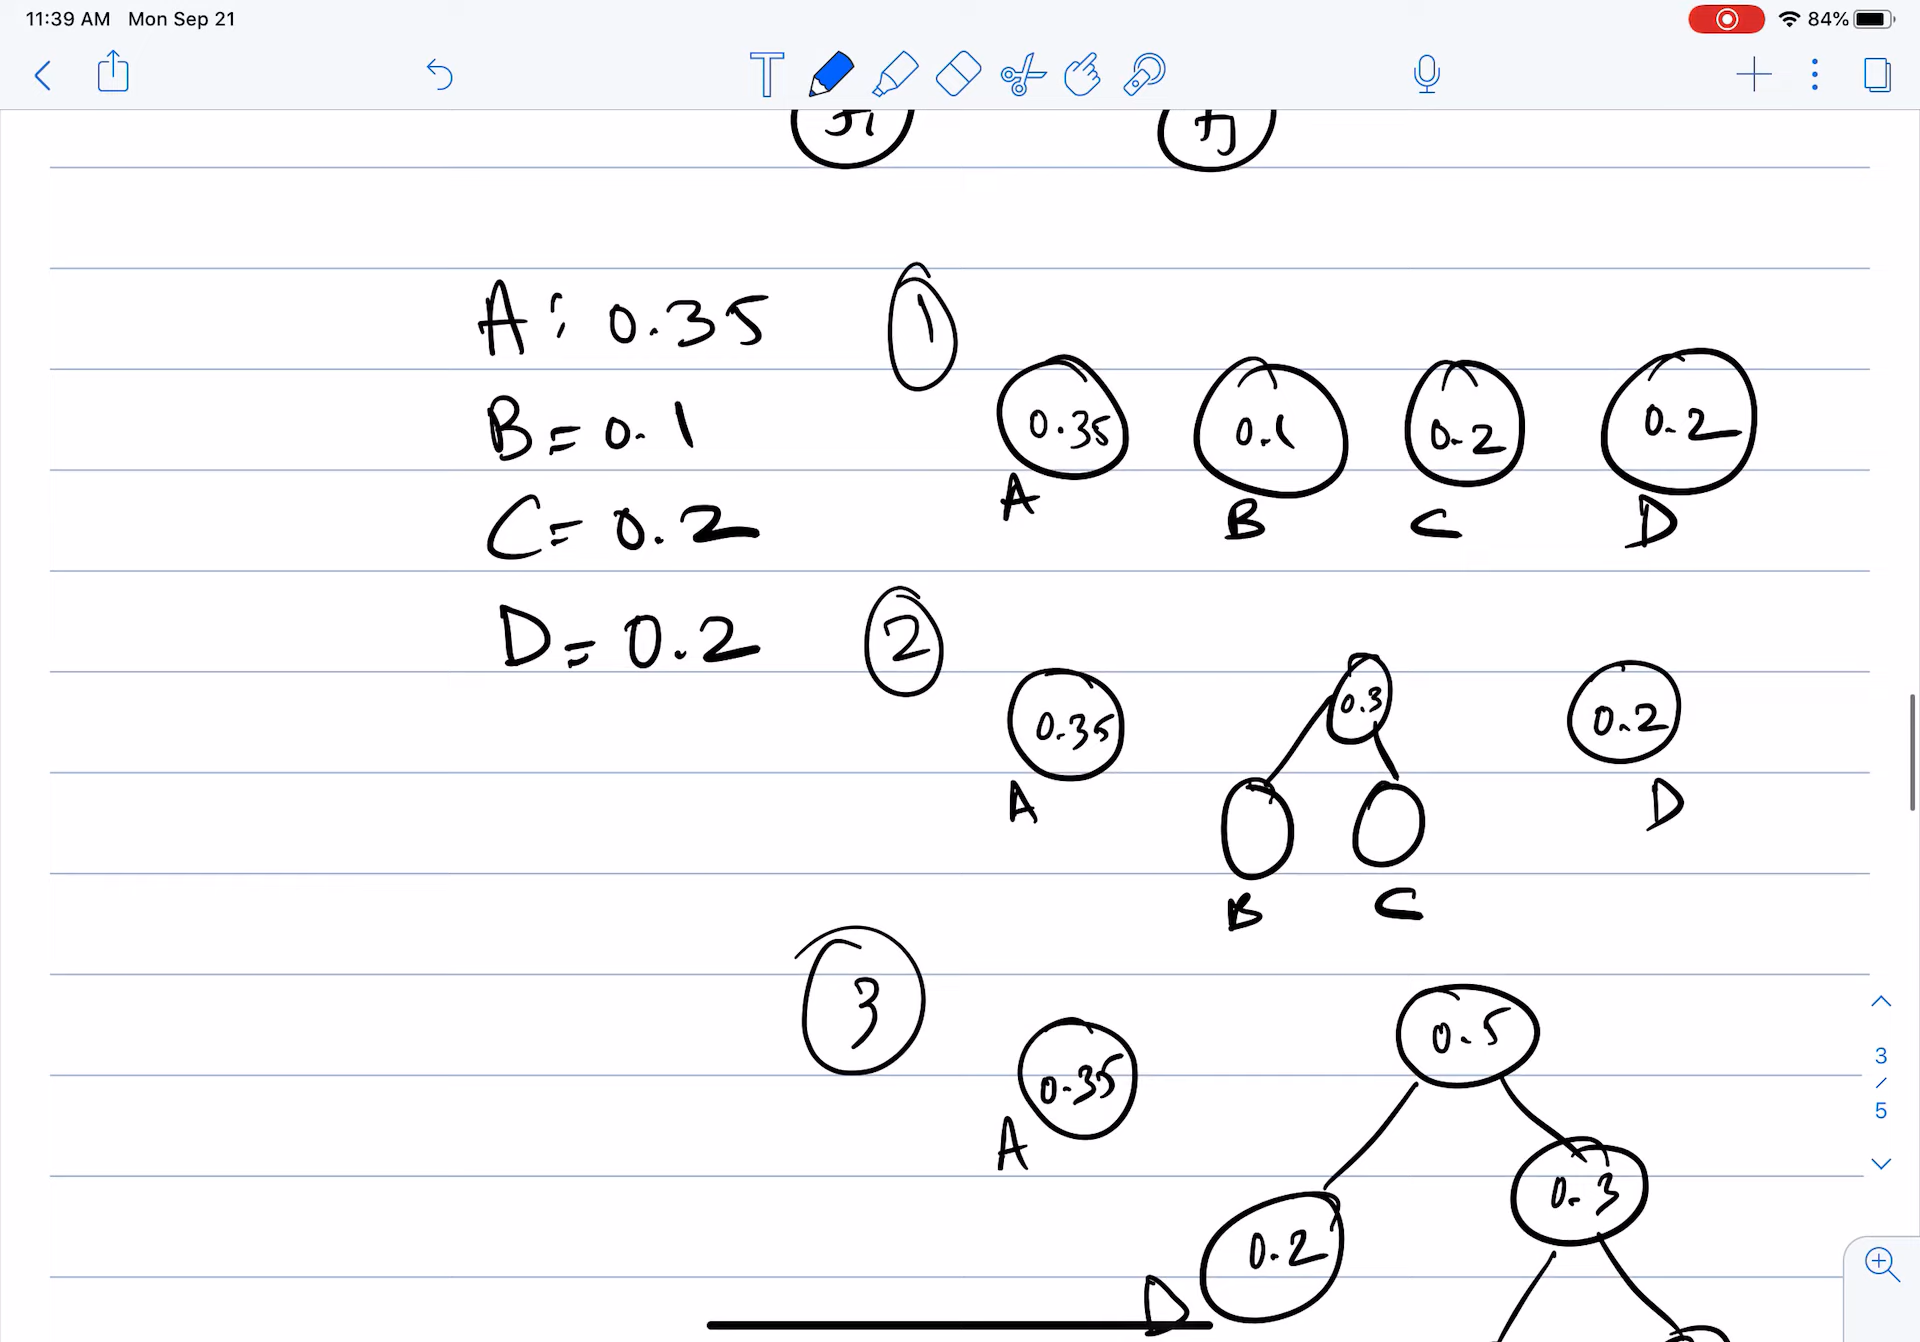 11:39 AM Mon Sep 21
84%
T
fi fj
A: 0.35 1
0.35 0.1 0.2 0.2
B= 0.1
A B C D
C= 0.2
D= 0.2 2
0.35 0.3 0.2
A D
B C
3
0.35 0.5
A
3
/
5
0.3
0.2
D